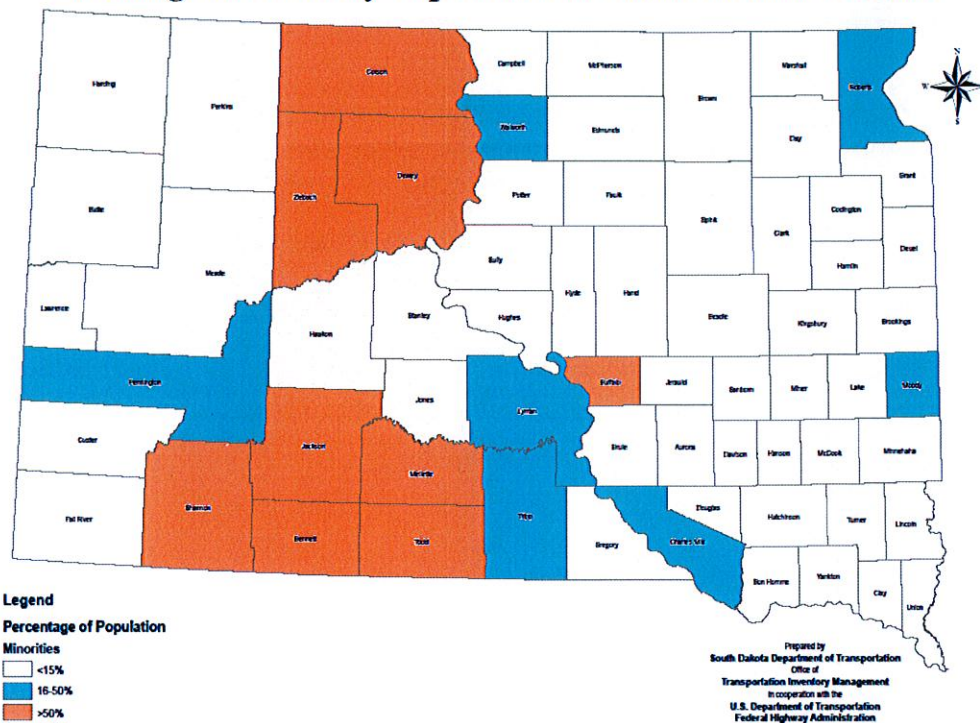 N
W
S
Harding
Perkins
Corson
Campbell
McPherson
Brown
Marshall
Roberts
Walworth
Edmunds
Butte
Ziebach
Dewey
Potter
Faulk
Spink
Clark
Codington
Grant
Hamlin
Deuel
Lawrence
Meade
Haakon
Stanley
Sully
Hughes
Hyde
Hand
Beadle
Kingsbury
Brookings
Pennington
Jones
Lyman
Buffalo
Jerauld
Sanborn
Miner
Lake
Moody
Custer
Jackson
Mellette
Brule
Aurora
Davison
Hanson
McCook
Minnehaha
Fall River
Shannon
Bennett
Todd
Tripp
Gregory
Charles Mix
Douglas
Hutchinson
Turner
Lincoln
Bon Homme
Yankton
Clay
Union
Legend
Percentage of Population
Minorities
<15%
16-50%
>50%
Prepared by
South Dakota Department of Transportation
Office of
Transportation Inventory Management
In cooperation with the
U.S. Department of Transportation
Federal Highway Administration